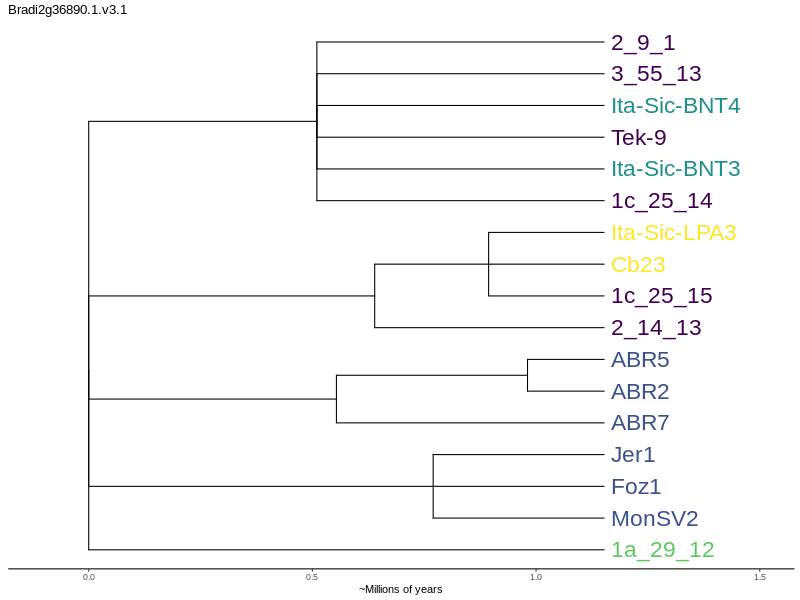 Bradi2g36890.1.v3.1
2_9_1
3_55_13
Ita-Sic-BNT4
Tek-9
Ita-Sic-BNT3
1c_25_14
Ita-Sic-LPA3
Cb23
1c_25_15
2_14_13
ABR5
ABR2
ABR7
Jer1
Foz1
MonSV2
1a_29_12
0.0 0.5 1.0 1.5
~Millions of years